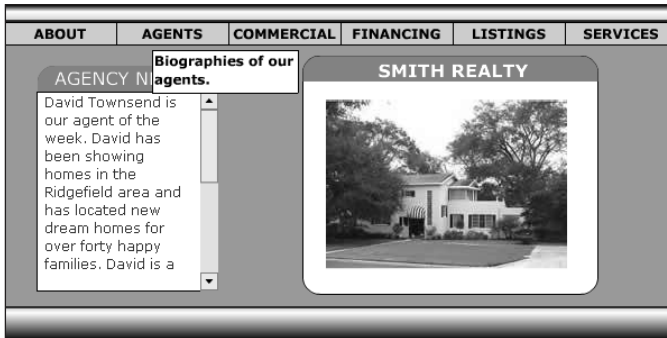 ABOUT AGENTS COMMERCIAL FINANCING LISTINGS SERVICES
Biographies of our
agents.
AGENCY
David Townsend is
our agent of the
week. David has
been showing
homes in the
Ridgefield area and
has located new
dream homes for
over forty happy
families. David is a
SMITH REALTY